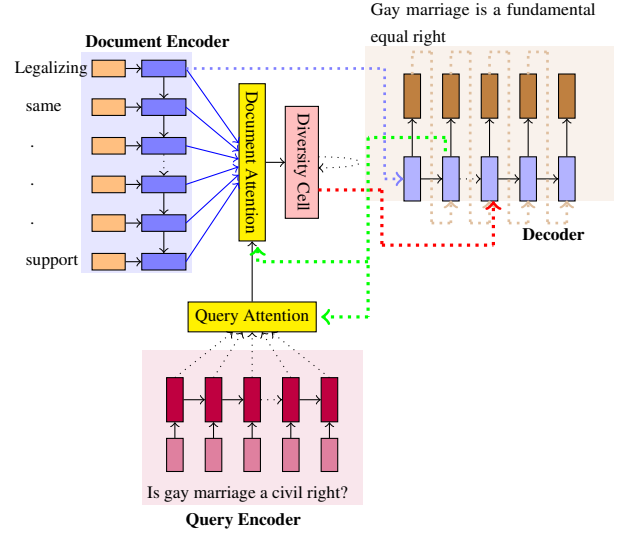 Gay marriage is a fundamental
equal right
Document Encoder
Legalizing
same
.
.
.
support
Document Attention
Diversity Cell
Decoder
Query Attention
Is gay marriage a civil right?
Query Encoder